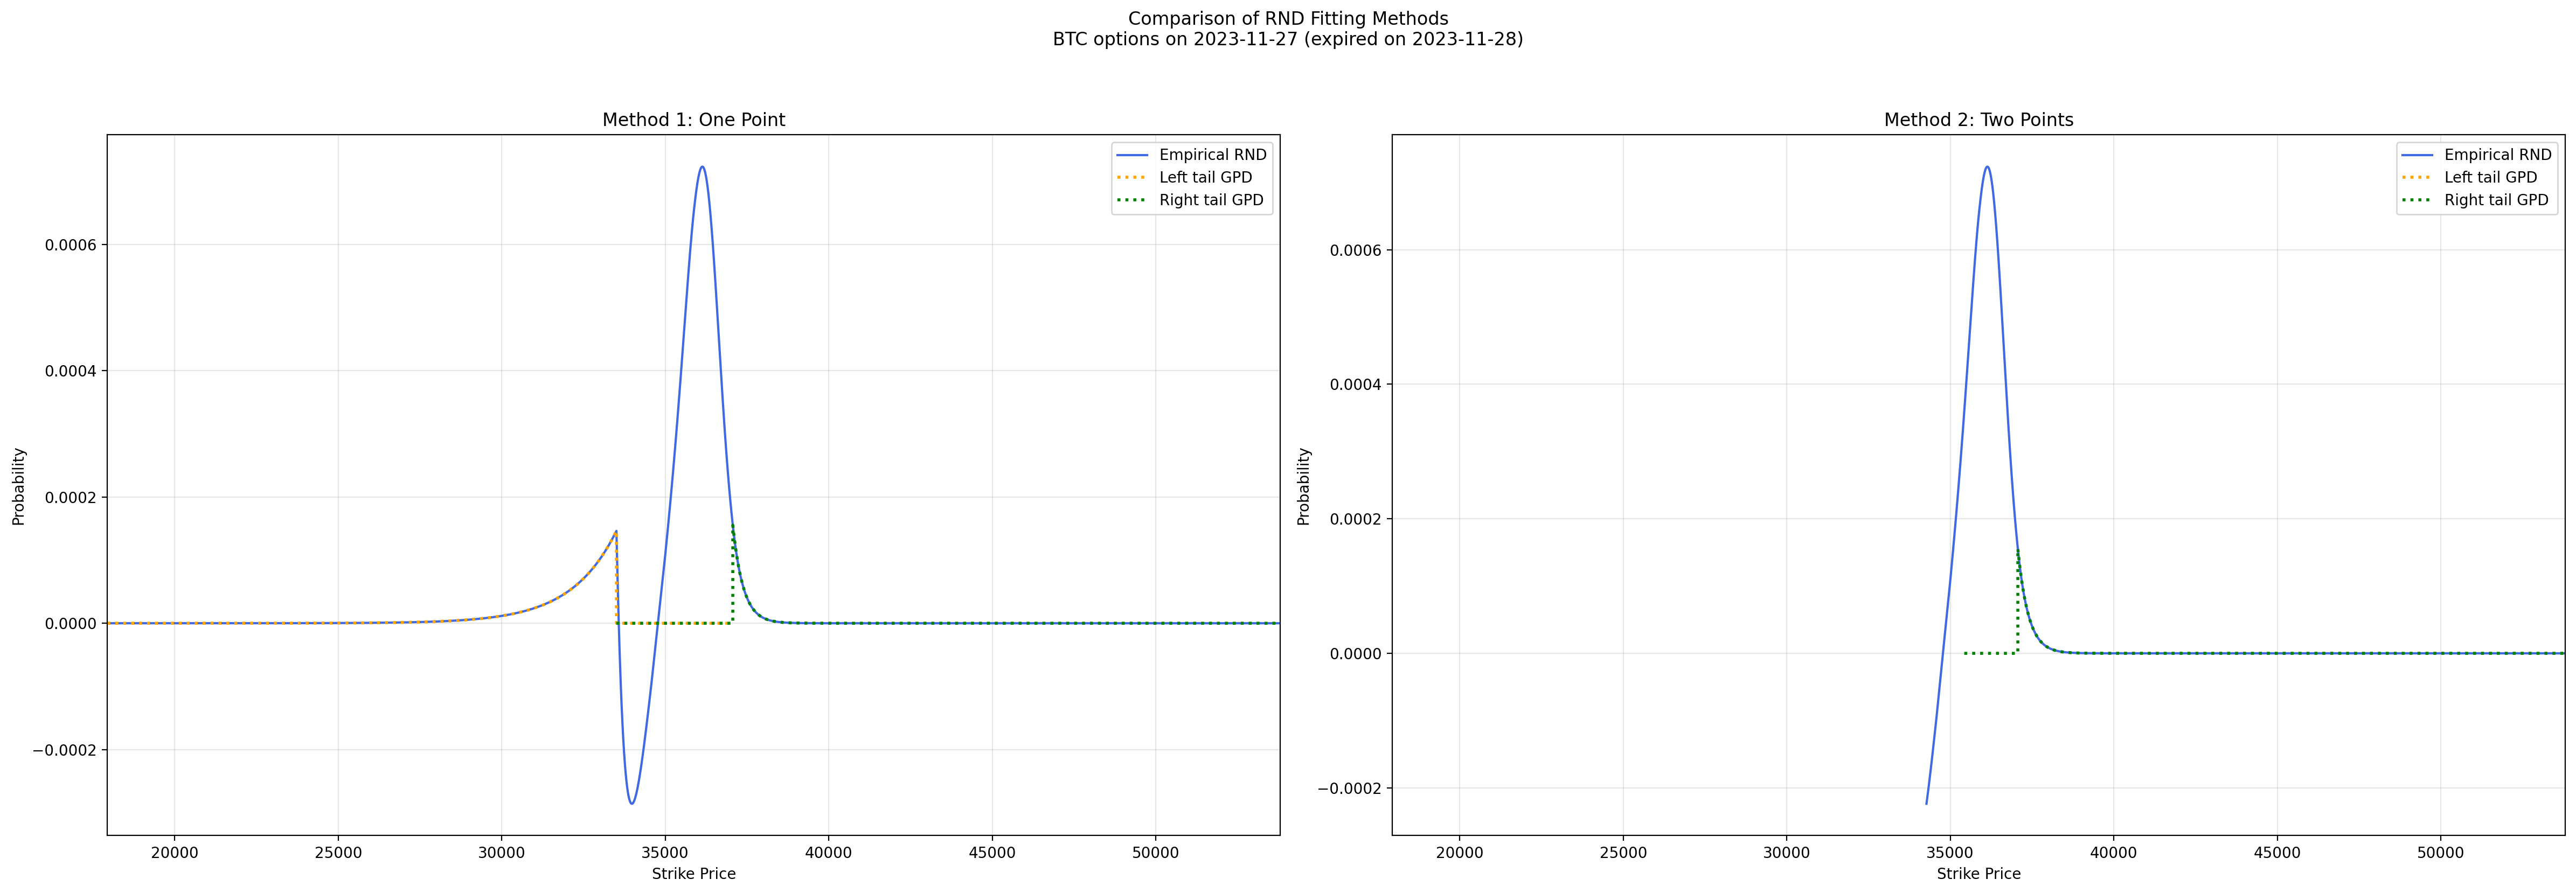 Comparison of RND Fitting Methods
BTC options on 2023-11-27 (expired on 2023-11-28)
Method 1: One Point
Empirical RND
Left tail GPD
Right tail GPD
0.0006
0.0004
0.0002
0.0000
−0.0002
Probability
20000
25000
30000
35000
40000
45000
50000
Strike Price
Method 2: Two Points
Empirical RND
Left tail GPD
Right tail GPD
0.0006
0.0004
0.0002
0.0000
−0.0002
Probability
20000
25000
30000
35000
40000
45000
50000
Strike Price